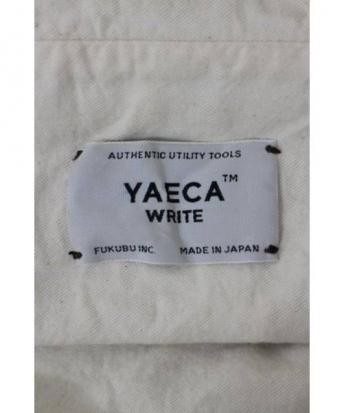 AUTHENTIC UTILITY TOOLS
YAECA™
WRITE
FUKUBU INC. MADE IN JAPAN